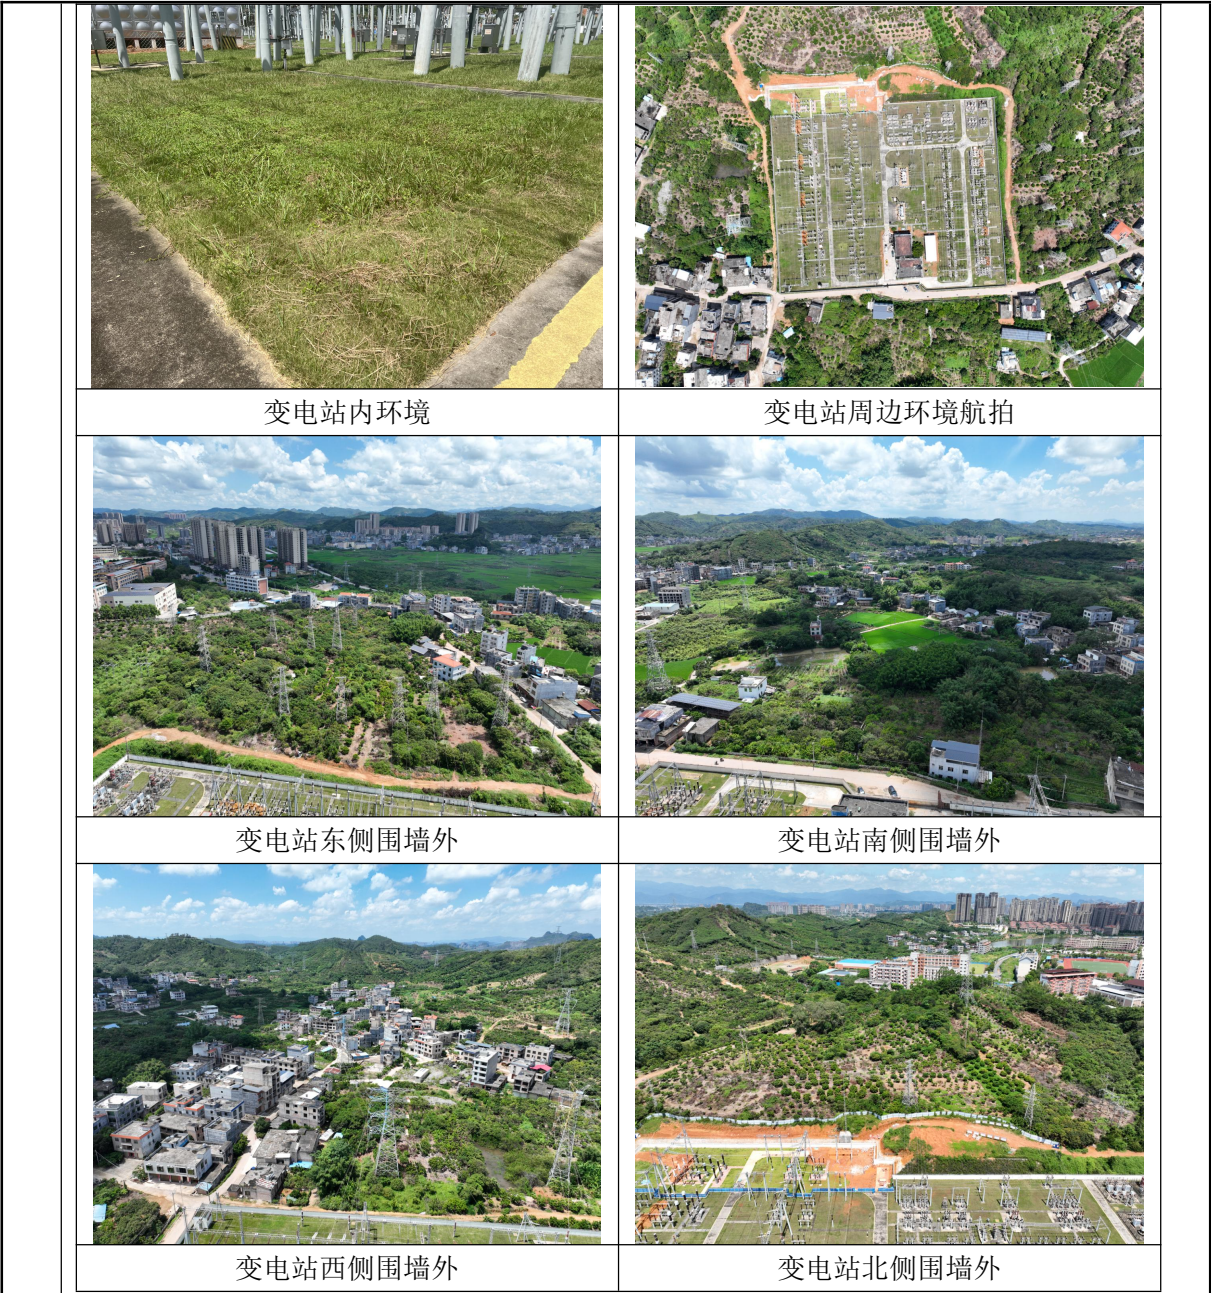 变电站内环境
变电站周边环境航拍
变电站东侧围墙外
变电站南侧围墙外
变电站西侧围墙外
变电站北侧围墙外